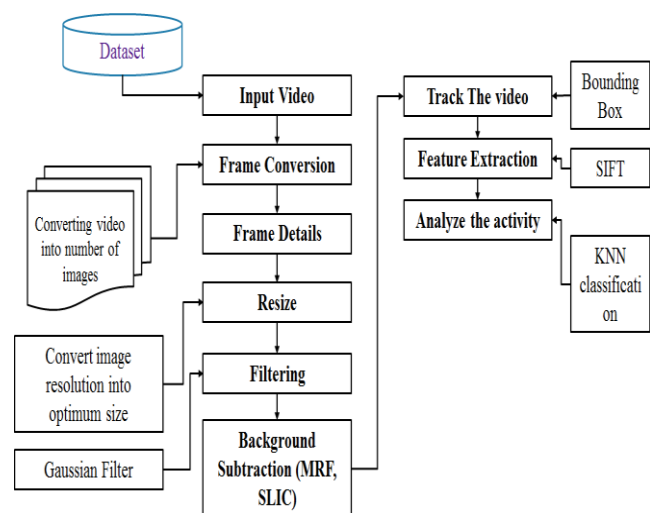 Dataset
Input Video
Frame Conversion
Converting video
into number of
images
Frame Details
Resize
Convert image
resolution into
optimum size
Filtering
Gaussian Filter
Background
Subtraction (MRF,
SLIC)
Track The video
Bounding
Box
Feature Extraction
SIFT
Analyze the activity
KNN
classificati
on